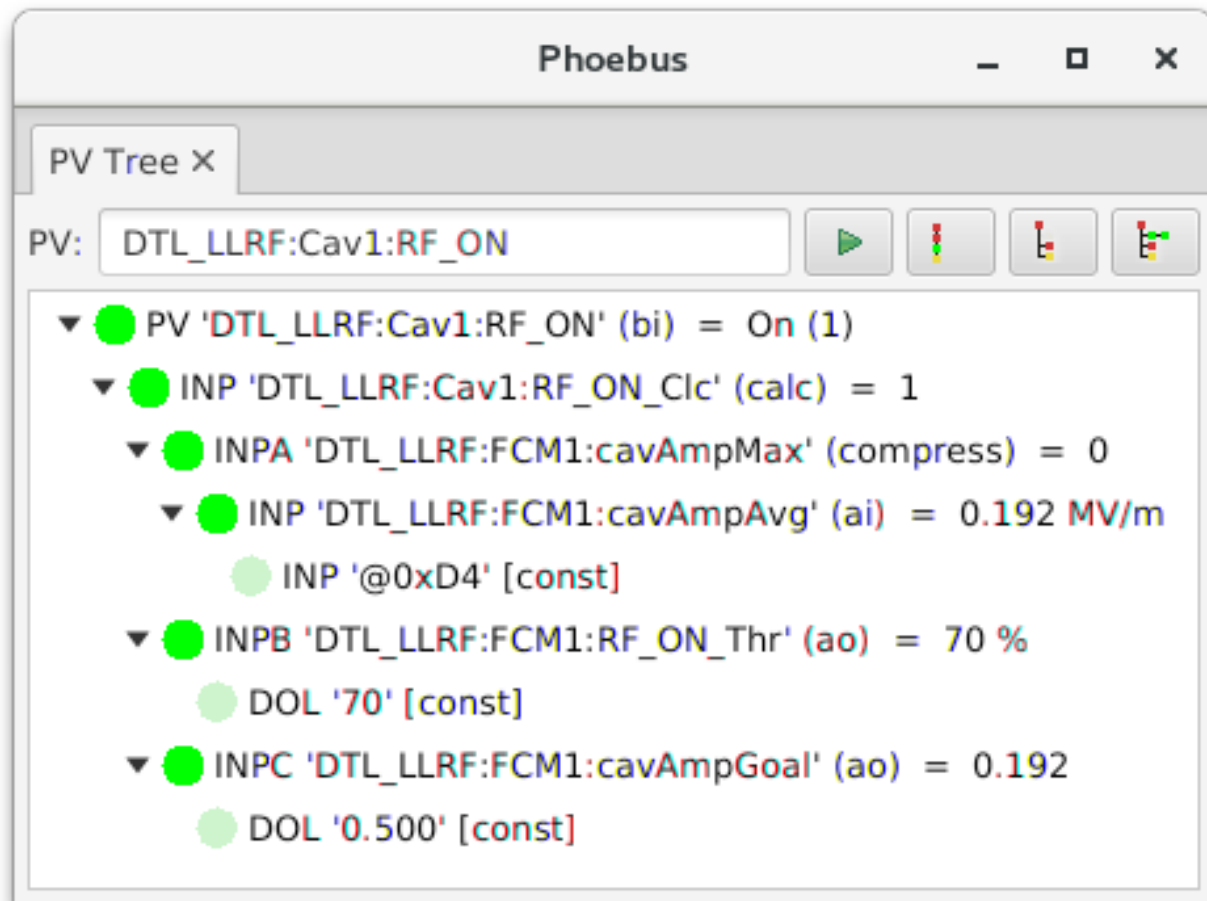 Phoebus
PV Tree
PV: DTL_LLRF:Cav1:RF_ON
PV 'DTL_LLRF:Cav1:RF_ON' (bi) = On (1)
INP 'DTL_LLRF:Cav1:RF_ON_Clc' (calc) = 1
INPA 'DTL_LLRF:FCM1:cavAmpMax' (compress) = 0
INP 'DTL_LLRF:FCM1:cavAmpAvg' (ai) = 0.192 MV/m
INP '@0xD4' [const]
INPB 'DTL_LLRF:FCM1:RF_ON_Thr' (ao) = 70 %
DOL '70' [const]
INPC 'DTL_LLRF:FCM1:cavAmpGoal' (ao) = 0.192
DOL '0.500' [const]